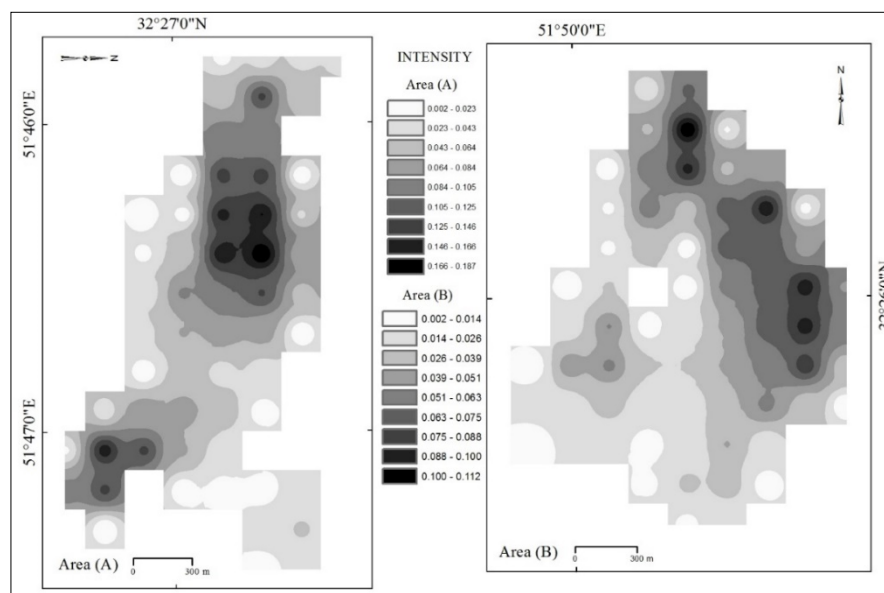 32°27'0"N
51°46'0"E
51°47'0"E
N
Area (A)
0
300 m
INTENSITY
Area (A)
0.002 - 0.023
0.023 - 0.043
0.043 - 0.064
0.064 - 0.084
0.084 - 0.105
0.105 - 0.125
0.125 - 0.146
0.146 - 0.166
0.166 - 0.187
Area (B)
0.002 - 0.014
0.014 - 0.026
0.026 - 0.039
0.039 - 0.051
0.051 - 0.063
0.063 - 0.075
0.075 - 0.088
0.088 - 0.100
0.100 - 0.112
51°50'0"E
N
32°26'0"N
Area (B)
0
300 m